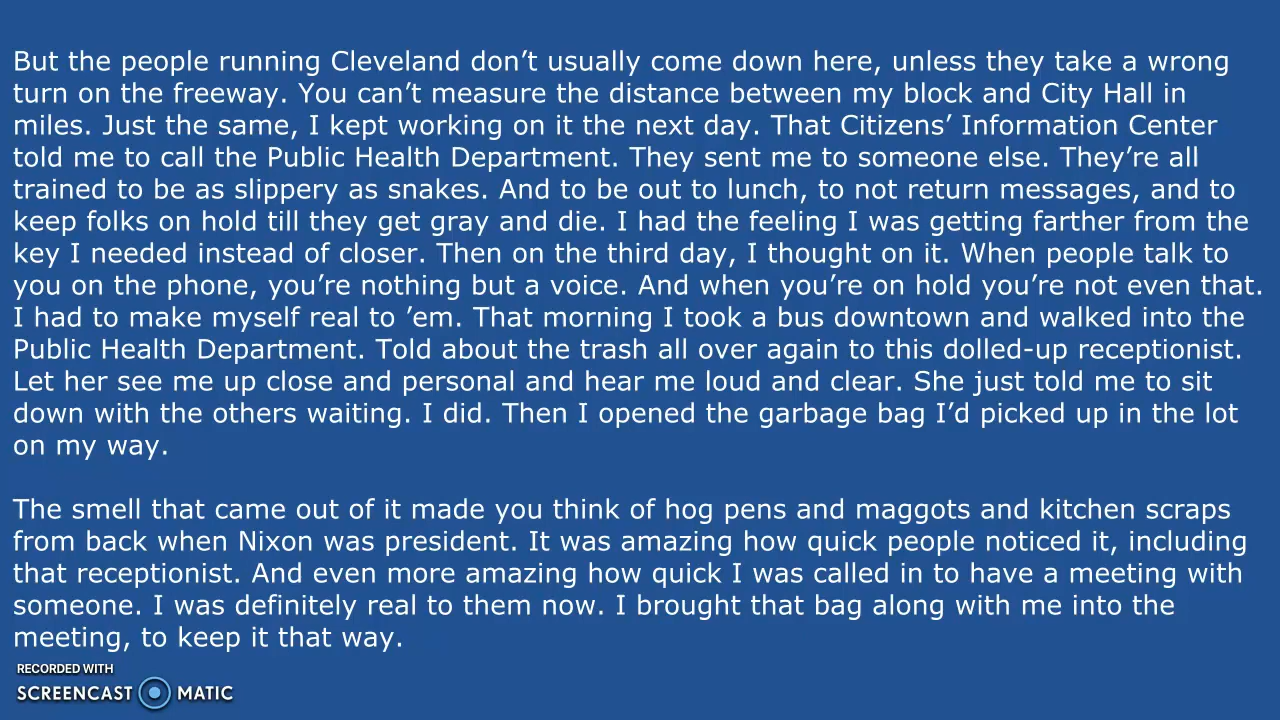 But the people running Cleveland don’t usually come down here, unless they take a wrong
turn on the freeway. You can’t measure the distance between my block and City Hall in
miles. Just the same, I kept working on it the next day. That Citizens’ Information Center
told me to call the Public Health Department. They sent me to someone else. They’re all
trained to be as slippery as snakes. And to be out to lunch, to not return messages, and to
keep folks on hold till they get gray and die. I had the feeling I was getting farther from the
key I needed instead of closer. Then on the third day, I thought on it. When people talk to
you on the phone, you’re nothing but a voice. And when you’re on hold you’re not even that.
I had to make myself real to ’em. That morning I took a bus downtown and walked into the
Public Health Department. Told about the trash all over again to this dolled-up receptionist.
Let her see me up close and personal and hear me loud and clear. She just told me to sit
down with the others waiting. I did. Then I opened the garbage bag I’d picked up in the lot
on my way.
The smell that came out of it made you think of hog pens and maggots and kitchen scraps
from back when Nixon was president. It was amazing how quick people noticed it, including
that receptionist. And even more amazing how quick I was called in to have a meeting with
someone. I was definitely real to them now. I brought that bag along with me into the
meeting, to keep it that way.
RECORDED WITH
SCREENCAST MATIC